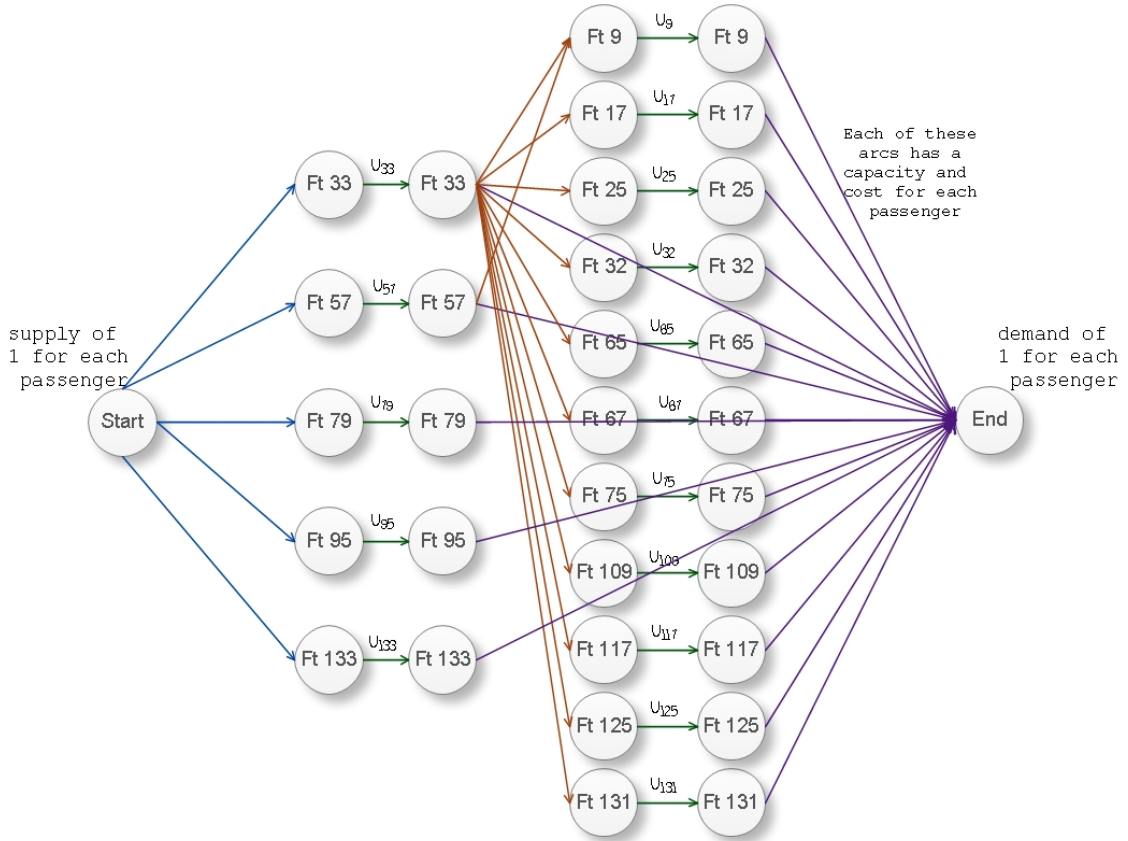 U9
Ft 9 Ft 9
U17
Ft 17 Ft 17
Each of these
arcs has a
capacity and
cost for each
passenger
U33
Ft 33 Ft 33
U25
Ft 25 Ft 25
U32
Ft 32 Ft 32
U57
Ft 57 Ft 57
supply of
1 for each
passenger
U65
Ft 65 Ft 65
demand of
1 for each
passenger
Start
U79
Ft 79 Ft 79
U67
Ft 67 Ft 67
End
U75
Ft 75 Ft 75
U95
Ft 95 Ft 95
U109
Ft 109 Ft 109
U133
Ft 133 Ft 133
U117
Ft 117 Ft 117
U125
Ft 125 Ft 125
U131
Ft 131 Ft 131